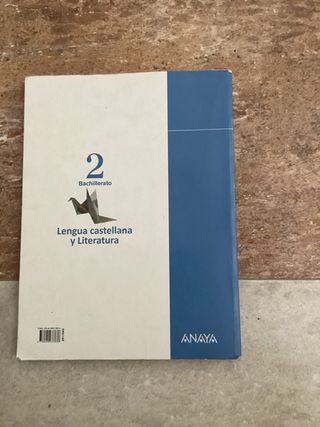 2
Bachillerato
Lengua castellana
y Literatura
ANAYA